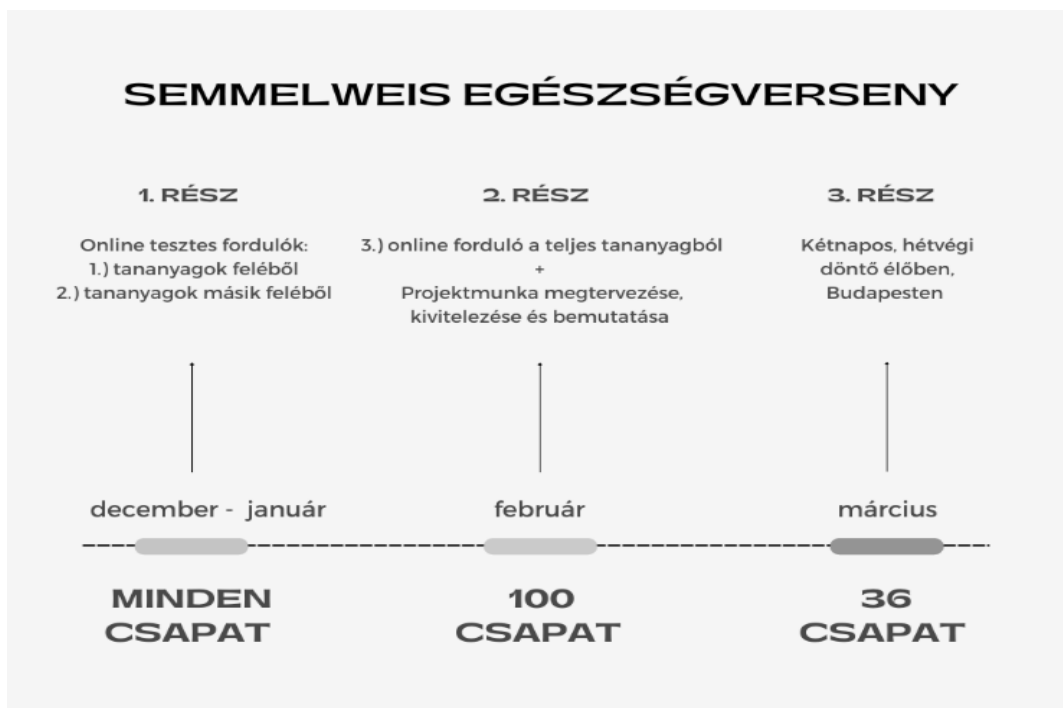 SEMMELWEIS EGÉSZSÉGVERSENY
1. RÉSZ
Online tesztes fordulók:
1.) tananyagok feléből
2.) tananyagok másik feléből
2. RÉSZ
3.) online forduló a teljes tananyagból
+
Projektmunka megtervezése,
kivitelezése és bemutatása
3. RÉSZ
Kétnapos, hétvégi
döntő élőben,
Budapesten
december - január
február
március
MINDEN
CSAPAT
100
CSAPAT
36
CSAPAT